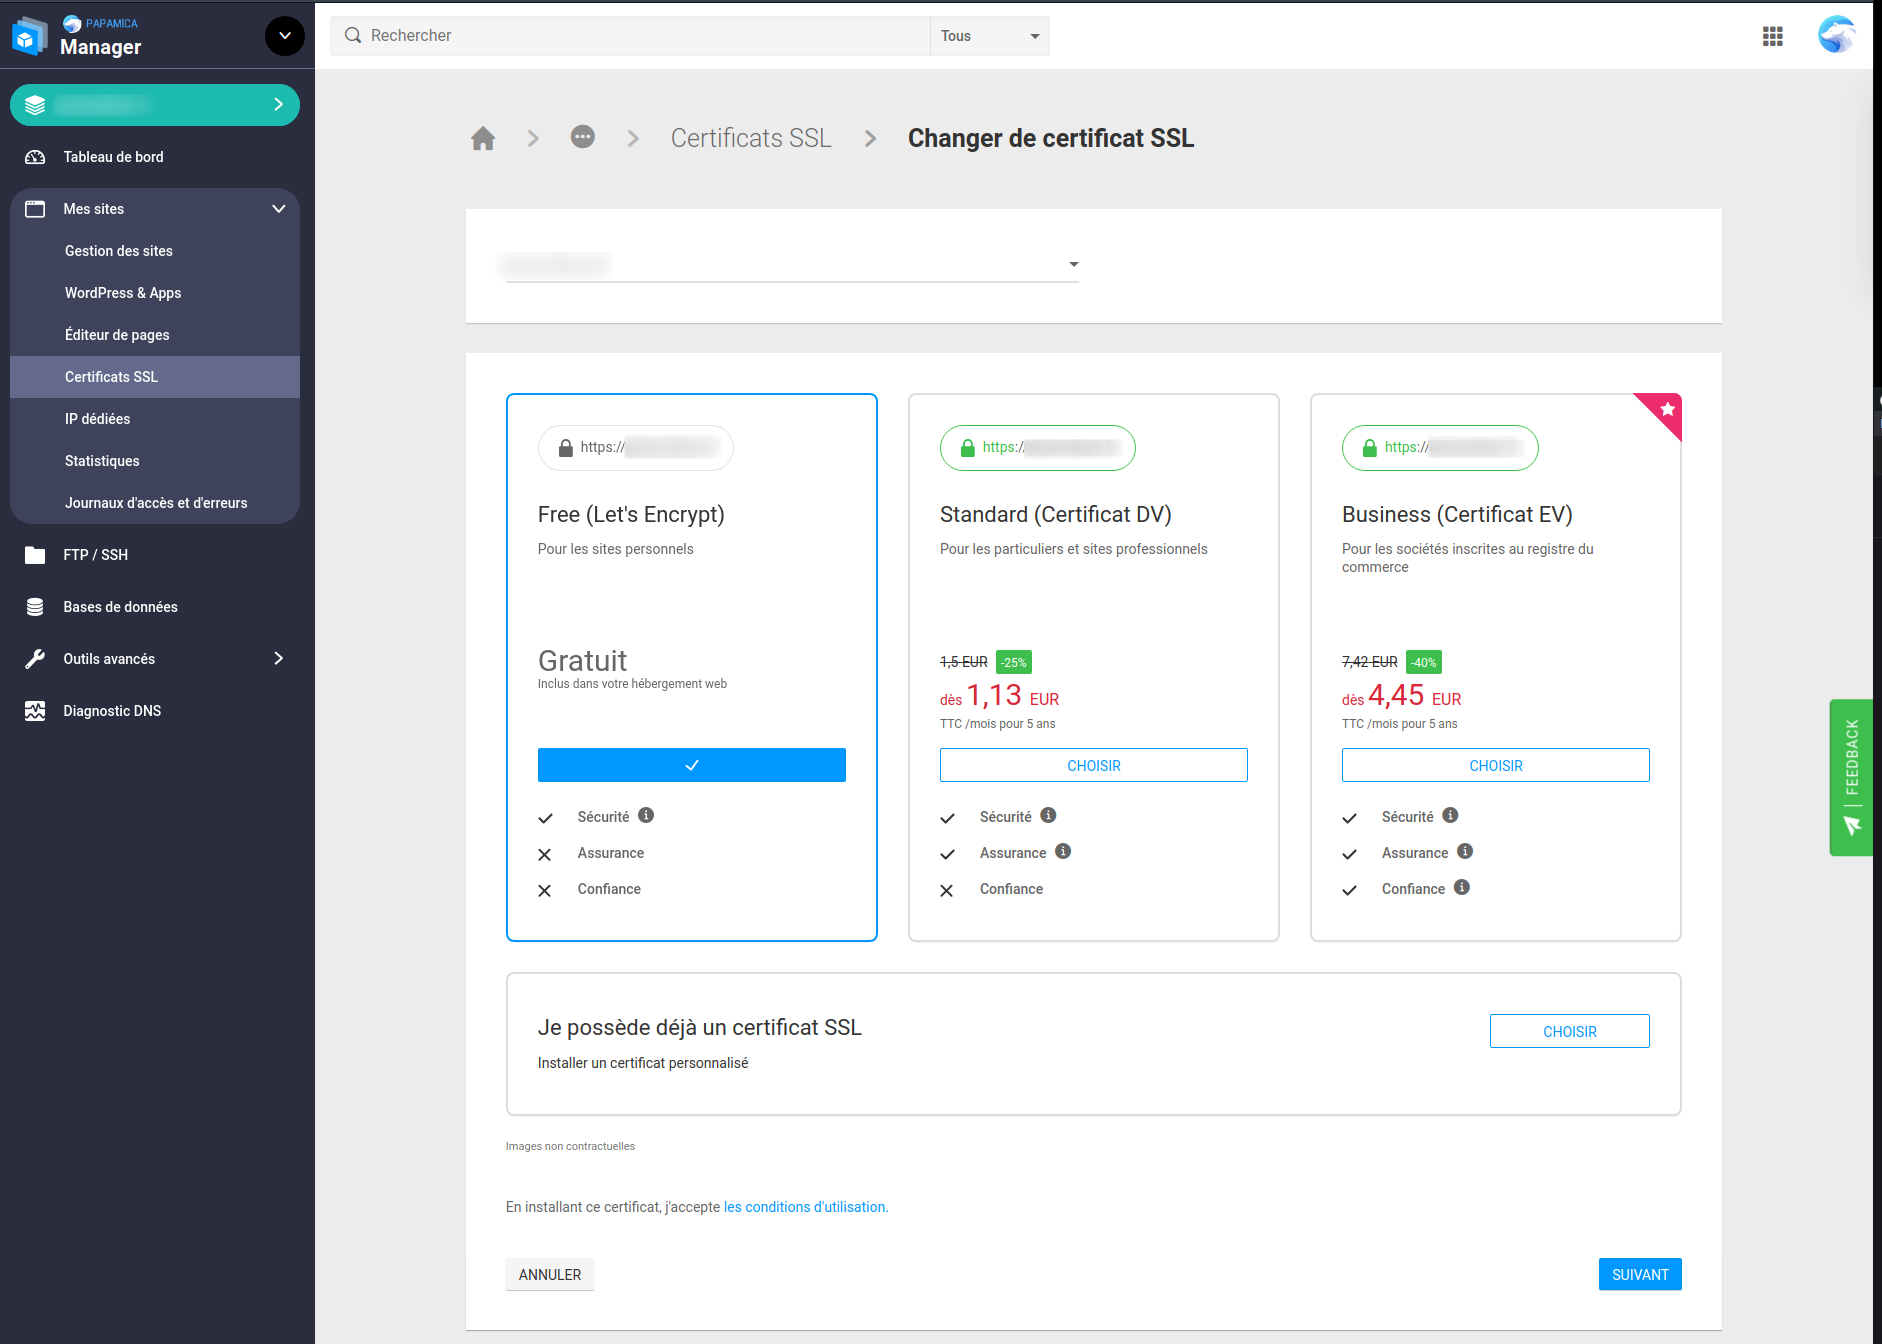 PAPAMICA
Manager
Rechercher
Tous
Tableau de bord
Mes sites
Gestion des sites
WordPress & Apps
Éditeur de pages
Certificats SSL
IP dédiées
Statistiques
Journaux d'accès et d'erreurs
FTP / SSH
Bases de données
Outils avancés
Diagnostic DNS
Certificats SSL
Changer de certificat SSL
https://
Free (Let's Encrypt)
Pour les sites personnels
Gratuit
Inclus dans votre hébergement web
Sécurité
Assurance
Confiance
https:/
Standard (Certificat DV)
Pour les particuliers et sites professionnels
1,5 EUR -25%
dès 1,13 EUR
TTC /mois pour 5 ans
CHOISIR
Sécurité
Assurance
Confiance
https://
Business (Certificat EV)
Pour les sociétés inscrites au registre du
commerce
7,42 EUR -40%
dès 4,45 EUR
TTC /mois pour 5 ans
CHOISIR
Sécurité
Assurance
Confiance
Je possède déjà un certificat SSL
Installer un certificat personnalisé
CHOISIR
Images non contractuelles
En installant ce certificat, j'accepte les conditions d'utilisation.
ANNULER
SUIVANT
FEEDBACK